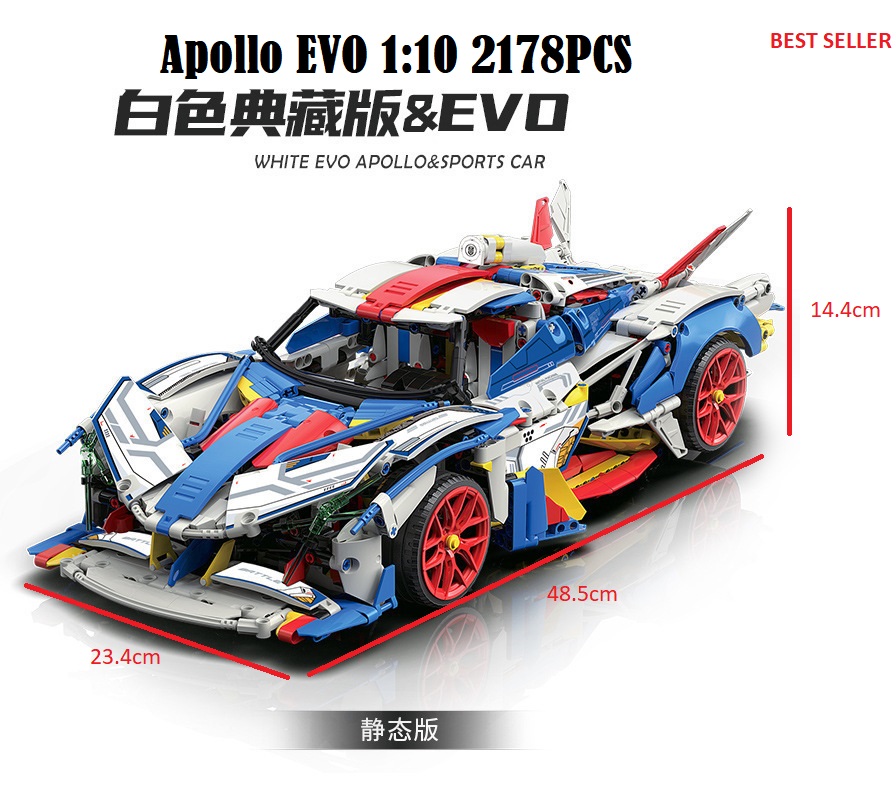 Apollo EVO 1:10 2178PCS
BEST SELLER
白色典藏版&EVO
WHITE EVO APOLLO&SPORTS CAR
14.4cm
48.5cm
23.4cm
BATTLE
静态版